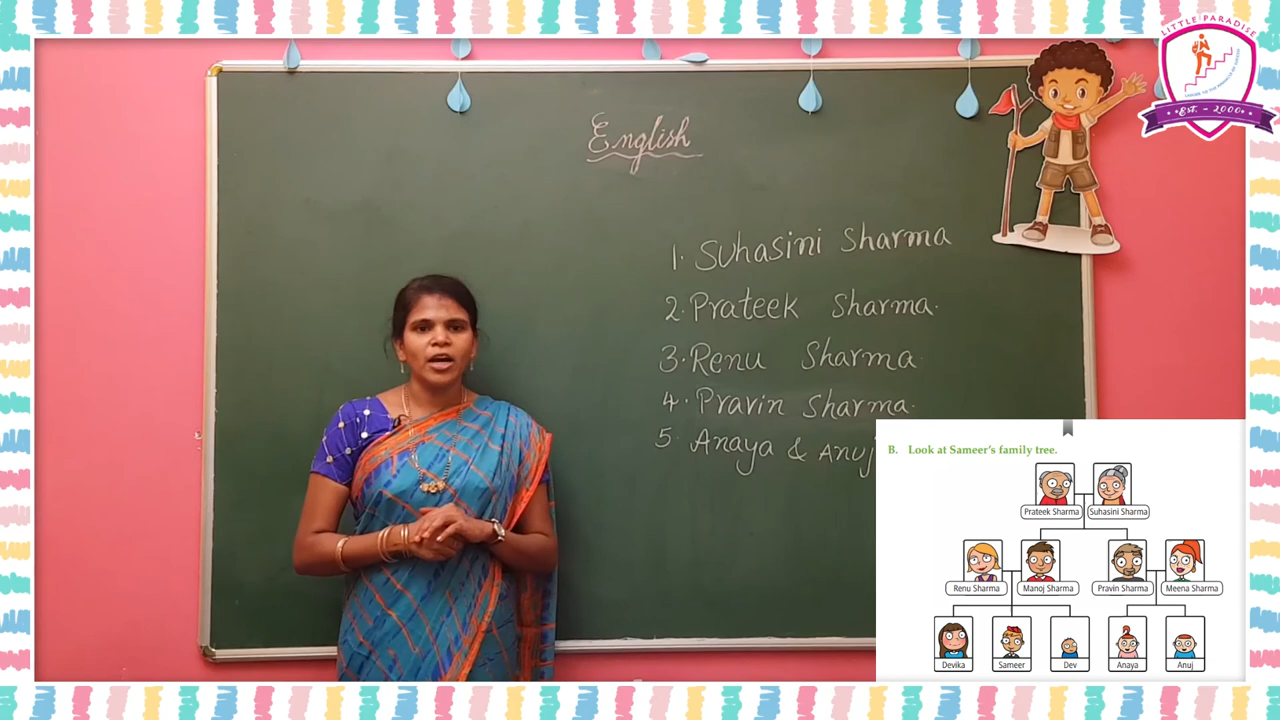 LITTLE PARADISE
Est. - 2000
English
1. Suhasini Sharma
2. Prateek Sharma.
3. Renu Sharma
4. Pravin Sharma.
5. Anaya & Anuj
B. Look at Sameer's family tree.
Prateek Sharma Suhasini Sharma
Renu Sharma Manoj Sharma Pravin Sharma Meena Sharma
Devika Sameer Dev Anaya Anuj